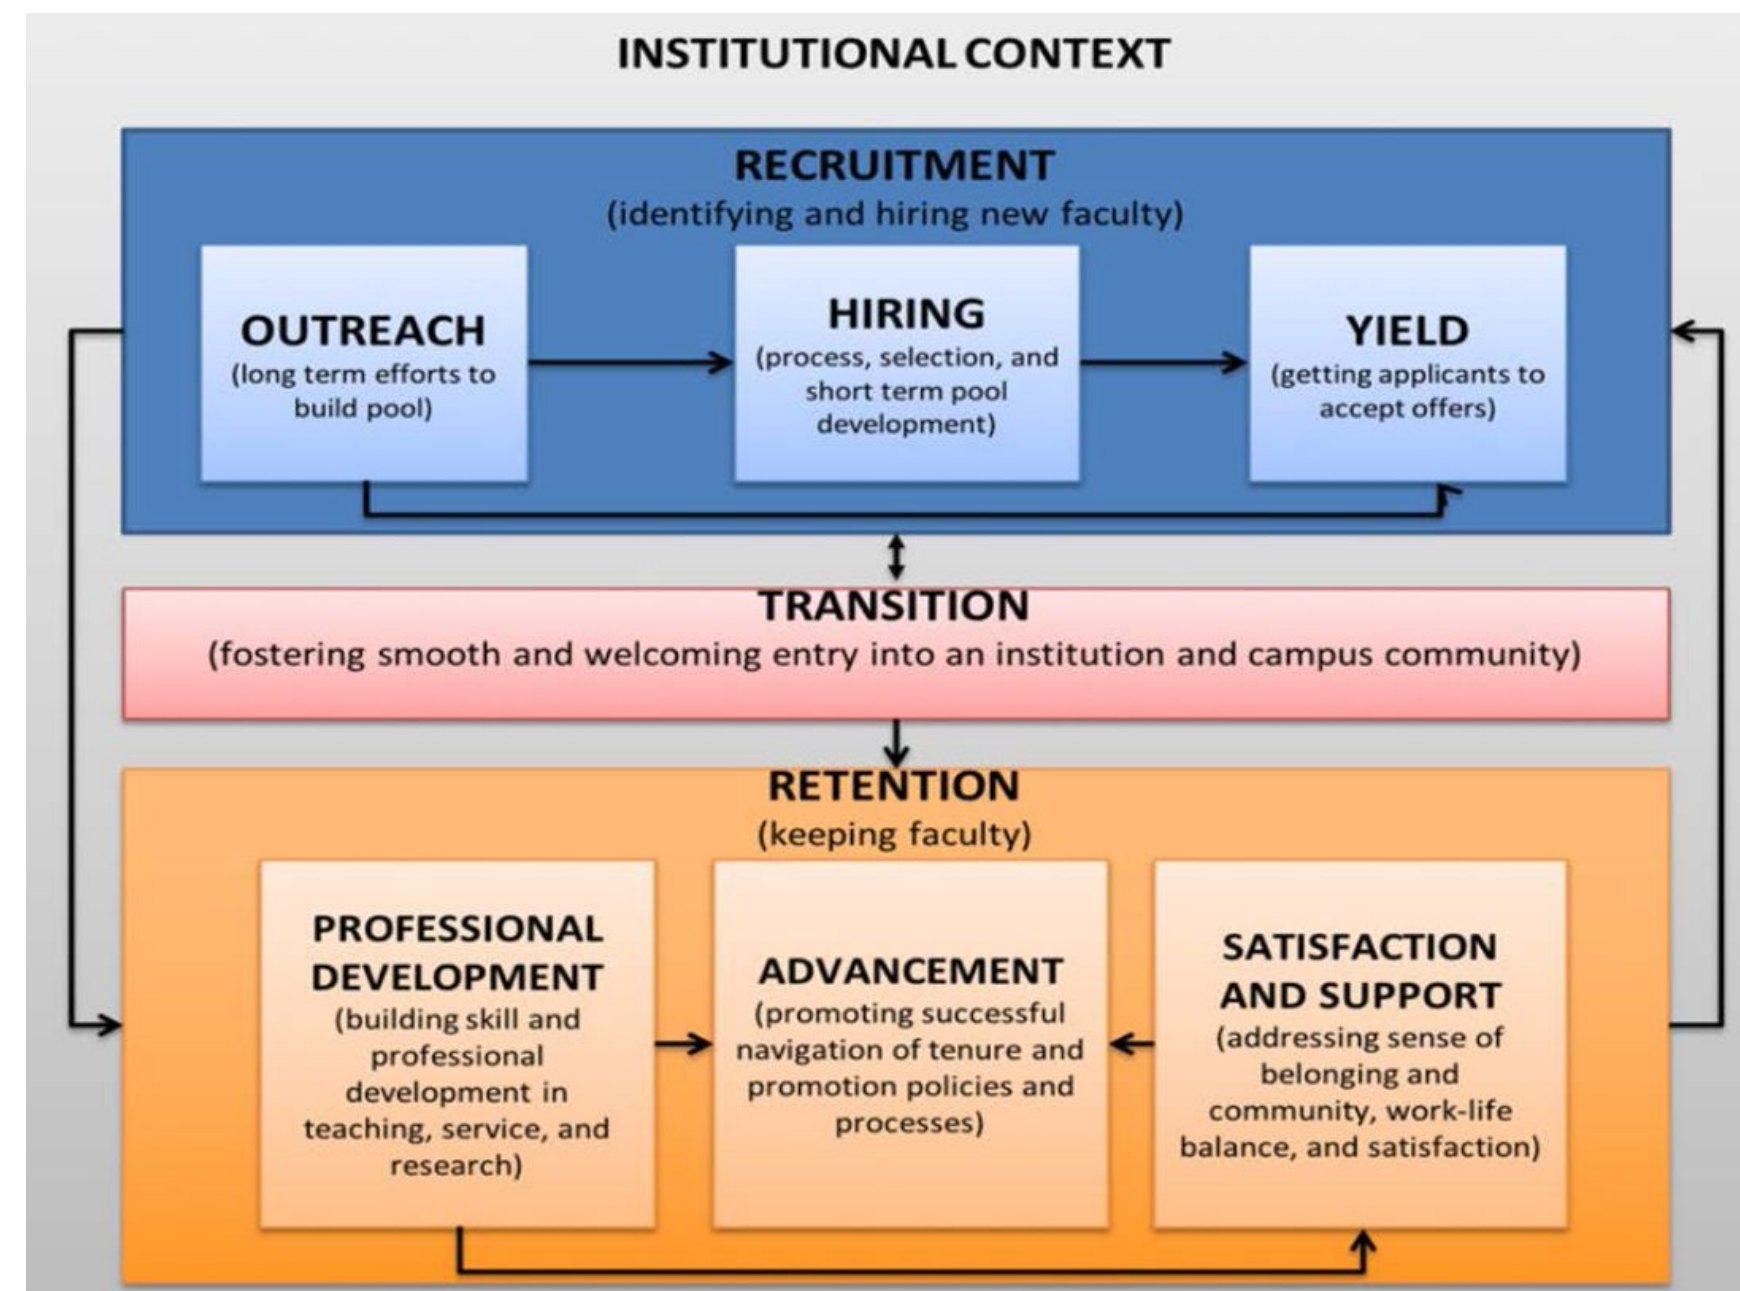 INSTITUTIONAL CONTEXT
RECRUITMENT
(identifying and hiring new faculty)
OUTREACH
(long term efforts to
build pool)
HIRING
(process, selection, and
short term pool
development)
YIELD
(getting applicants to
accept offers)
TRANSITION
(fostering smooth and welcoming entry into an institution and campus community)
RETENTION
(keeping faculty)
PROFESSIONAL
DEVELOPMENT
(building skill and
professional
development in
teaching, service, and
research)
ADVANCEMENT
(promoting successful
navigation of tenure and
promotion policies and
processes)
SATISFACTION
AND SUPPORT
(addressing sense of
belonging and
community, work-life
balance, and satisfaction)